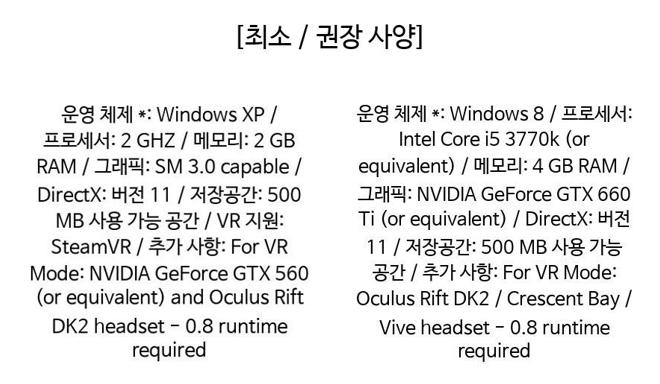 [최소 / 권장 사양]
운영 체제 *: Windows XP /
프로세서: 2 GHZ / 메모리: 2 GB
RAM / 그래픽: SM 3.0 capable /
DirectX: 버전 11 / 저장공간: 500
MB 사용 가능 공간 / VR 지원:
SteamVR / 추가 사항: For VR
Mode: NVIDIA GeForce GTX 560
(or equivalent) and Oculus Rift
DK2 headset - 0.8 runtime
required
운영 체제 *: Windows 8 / 프로세서:
Intel Core i5 3770k (or
equivalent) / 메모리: 4 GB RAM /
그래픽: NVIDIA GeForce GTX 660
Ti (or equivalent) / DirectX: 버전
11 / 저장공간: 500 MB 사용 가능
공간 / 추가 사항: For VR Mode:
Oculus Rift DK2 / Crescent Bay /
Vive headset - 0.8 runtime
required